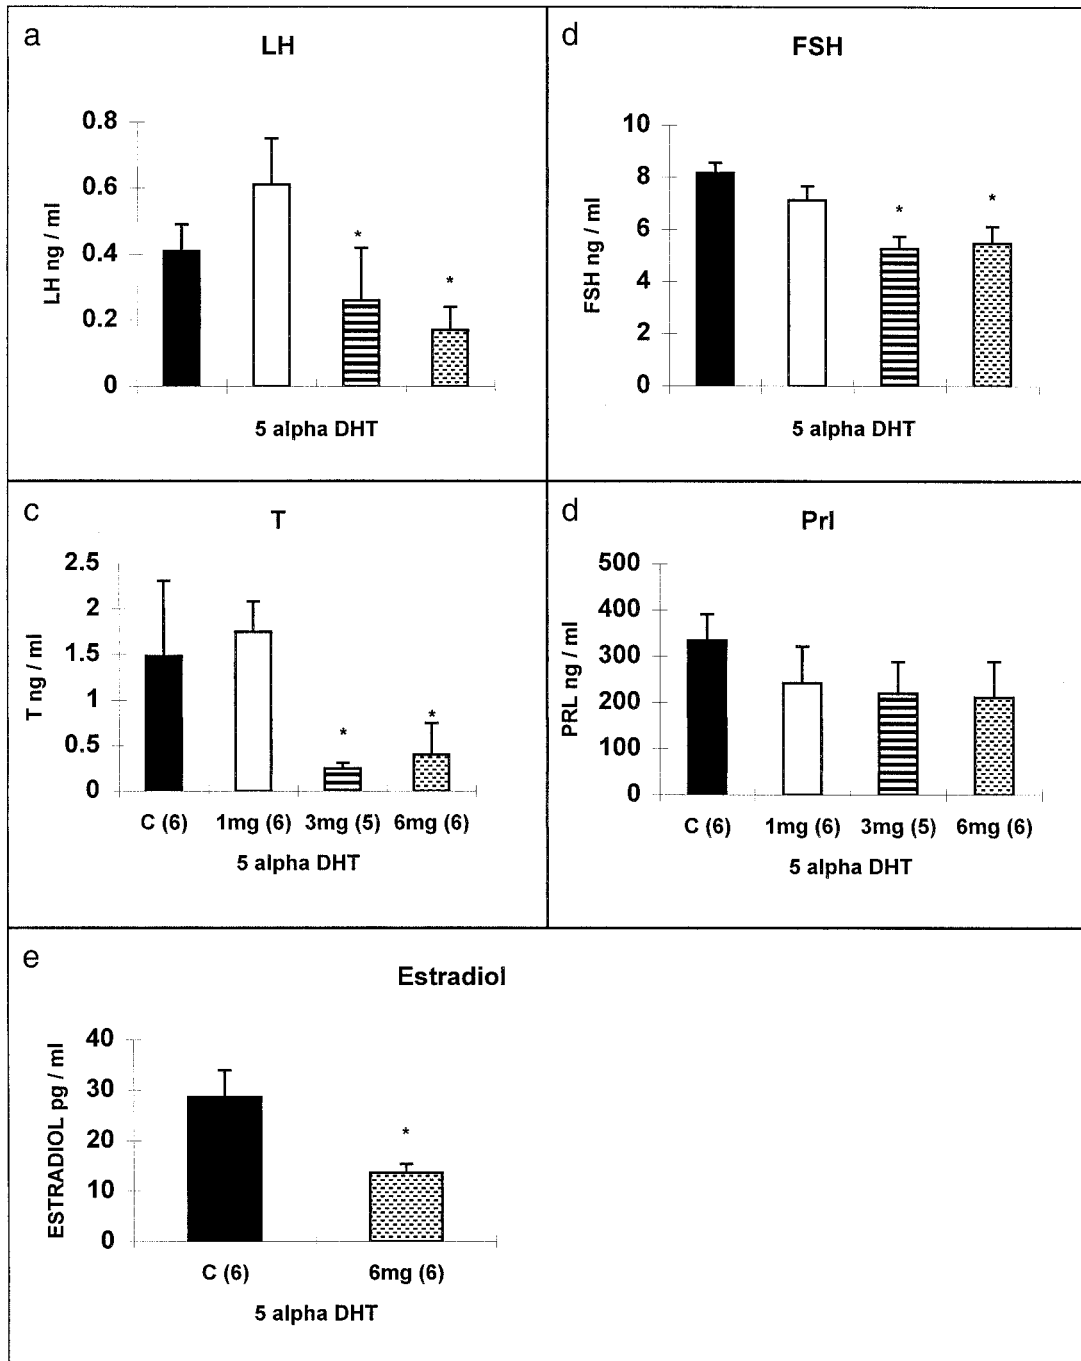 a
LH
0.8
0.6
0.4
0.2
0
LH ng / ml
*
*
5 alpha DHT
d
FSH
10
8
6
4
2
0
FSH ng / ml
*
*
5 alpha DHT
c
T
2.5
2
1.5
1
0.5
0
T ng / ml
*
*
C (6) 1mg (6) 3mg (5) 6mg (6)
5 alpha DHT
d
Prl
500
400
300
200
100
0
PRL ng / ml
C (6) 1mg (6) 3mg (5) 6mg (6)
5 alpha DHT
e
Estradiol
40
30
20
10
0
ESTRADIOL pg / ml
*
C (6) 6mg (6)
5 alpha DHT